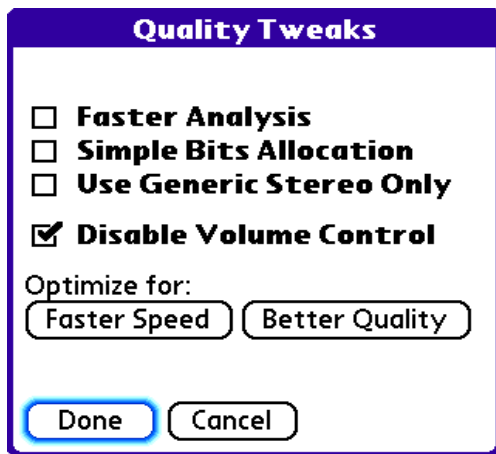 Quality Tweaks
Faster Analysis
Simple Bits Allocation
Use Generic Stereo Only
Disable Volume Control
Optimize for:
Faster Speed Better Quality
Done Cancel